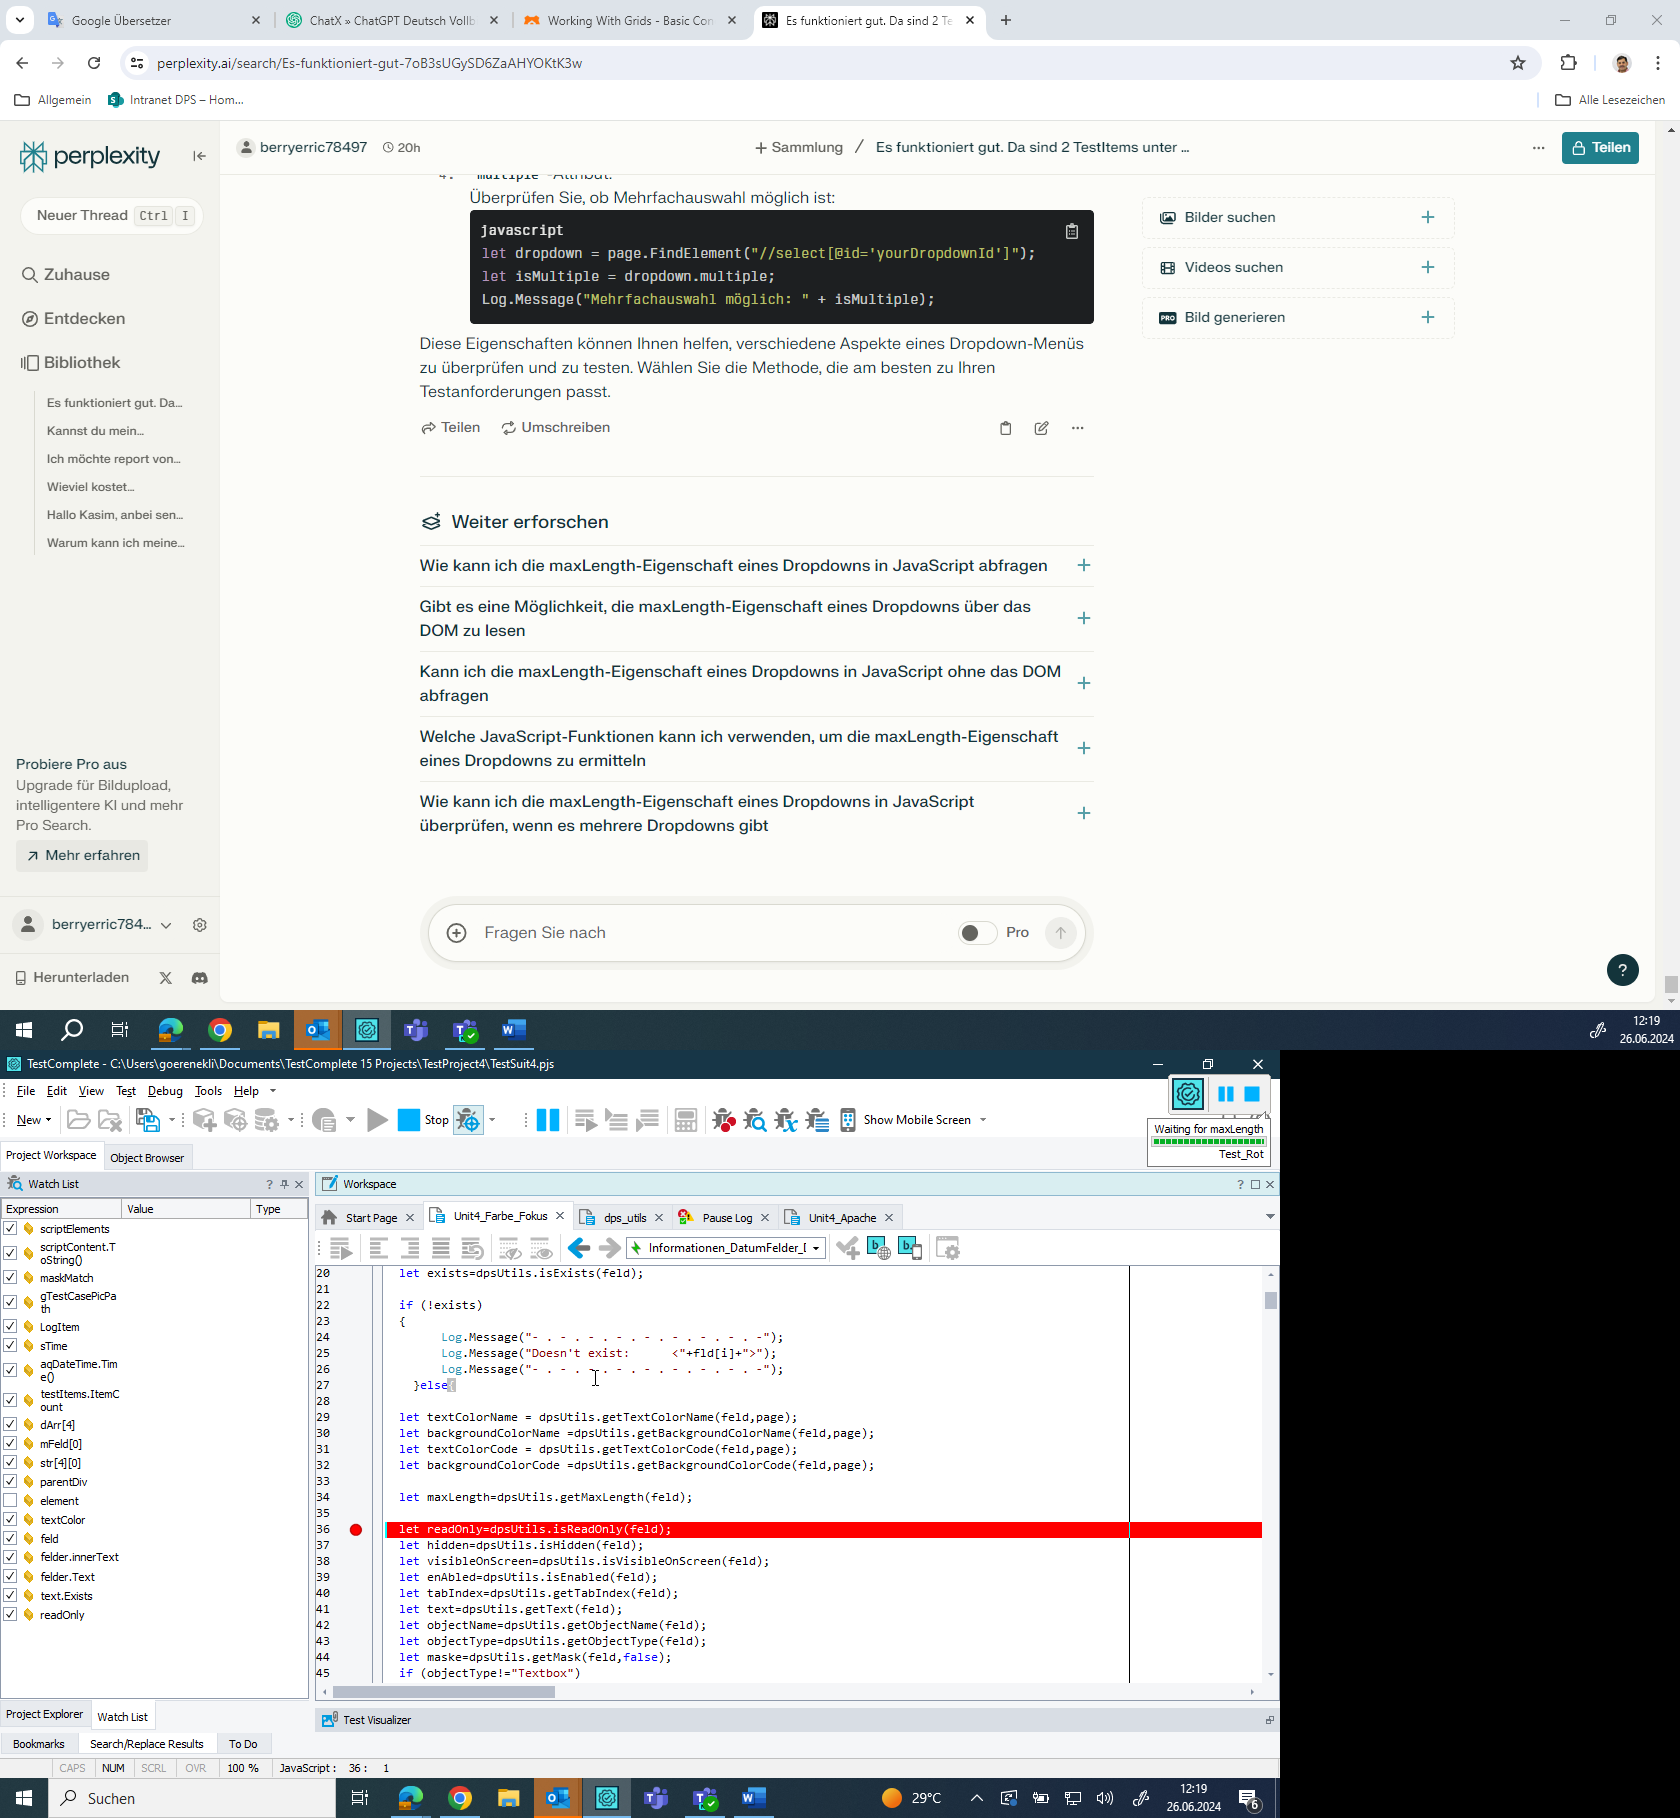 Google Übersetzer
ChatX » ChatGPT Deutsch Vollb
Working With Grids - Basic Con
Es funktioniert gut. Da sind 2 Te
perplexity.ai/search/Es-funktioniert-gut-7oB3sUGySD6ZaAHYOKtK3w
Allgemein
Intranet DPS – Hom...
Alle Lesezeichen
perplexity
Neuer Thread Ctrl I
Zuhause
Entdecken
Bibliothek
Es funktioniert gut. Da...
Kannst du mein...
Ich möchte report von...
Wieviel kostet...
Hallo Kasim, anbei sen...
Warum kann ich meine...
Probiere Pro aus
Upgrade für Bildupload,
intelligentere KI und mehr
Pro Search.
Mehr erfahren
berryerric784...
Herunterladen
berryerric78497 20h
+ Sammlung / Es funktioniert gut. Da sind 2 TestItems unter ...
Teilen
4. multiple -Attribut:
Überprüfen Sie, ob Mehrfachauswahl möglich ist:
javascript
let dropdown = page.FindElement("//select[@id='yourDropdownId']");
let isMultiple = dropdown.multiple;
Log.Message("Mehrfachauswahl möglich: " + isMultiple);
Diese Eigenschaften können Ihnen helfen, verschiedene Aspekte eines Dropdown-Menüs
zu überprüfen und zu testen. Wählen Sie die Methode, die am besten zu Ihren
Testanforderungen passt.
Teilen Umschreiben
Weiter erforschen
Wie kann ich die maxLength-Eigenschaft eines Dropdowns in JavaScript abfragen
Gibt es eine Möglichkeit, die maxLength-Eigenschaft eines Dropdowns über das
DOM zu lesen
Kann ich die maxLength-Eigenschaft eines Dropdowns in JavaScript ohne das DOM
abfragen
Welche JavaScript-Funktionen kann ich verwenden, um die maxLength-Eigenschaft
eines Dropdowns zu ermitteln
Wie kann ich die maxLength-Eigenschaft eines Dropdowns in JavaScript
überprüfen, wenn es mehrere Dropdowns gibt
Fragen Sie nach
Pro
Bilder suchen
Videos suchen
PRO Bild generieren
?
12:19
26.06.2024
TestComplete - C:\Users\goerenekli\Documents\TestComplete 15 Projects\TestProject4\TestSuit4.pjs
File Edit View Test Debug Tools Help
New
Stop
Show Mobile Screen
Waiting for maxLength
Test_Rot
Project Workspace
Object Browser
Watch List
Expression Value Type
scriptElements
scriptContent.T
oString()
maskMatch
gTestCasePicPa
th
LogItem
sTime
aqDateTime.Tim
e()
testItems.ItemC
ount
dArr[4]
mFeld[0]
str[4][0]
parentDiv
element
textColor
feld
felder.innerText
felder.Text
text.Exists
readOnly
Workspace
Start Page
Unit4_Farbe_Fokus
dps_utils
Pause Log
Unit4_Apache
Informationen_DatumFelder_
20 let exists=dpsUtils.isExists(feld);
21
22 if (!exists)
23 {
24 Log.Message("- . - . - . - . - . - . - . - . -");
25 Log.Message("Doesn't exist: <"+fld[i]+">");
26 Log.Message("- . - . - . - . - . - . - . - . -");
27 }else{
28
29 let textColorName = dpsUtils.getTextColorName(feld,page);
30 let backgroundColorName =dpsUtils.getBackgroundColorName(feld,page);
31 let textColorCode = dpsUtils.getTextColorCode(feld,page);
32 let backgroundColorCode =dpsUtils.getBackgroundColorCode(feld,page);
33
34 let maxLength=dpsUtils.getMaxLength(feld);
35
36 let readOnly=dpsUtils.isReadOnly(feld);
37 let hidden=dpsUtils.isHidden(feld);
38 let visibleOnScreen=dpsUtils.isVisibleOnScreen(feld);
39 let enAbled=dpsUtils.isEnabled(feld);
40 let tabIndex=dpsUtils.getTabIndex(feld);
41 let text=dpsUtils.getText(feld);
42 let objectName=dpsUtils.getObjectName(feld);
43 let objectType=dpsUtils.getObjectType(feld);
44 let maske=dpsUtils.getMask(feld,false);
45 if (objectType!="Textbox")
Project Explorer
Watch List
Test Visualizer
Bookmarks
Search/Replace Results
To Do
CAPS NUM SCRL OVR 100 % JavaScript : 36 : 1
Suchen
29°C
12:19
26.06.2024
6